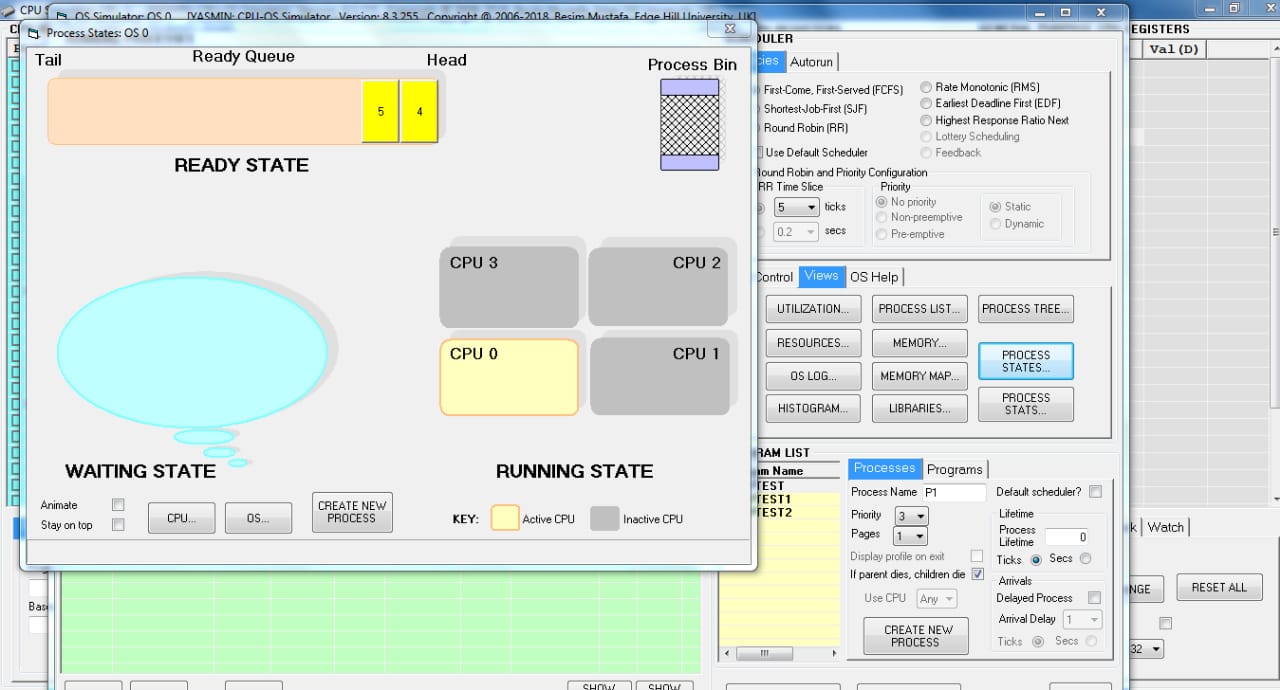 CPU S
OS Simulator: OS 0 [YASMIN: CPU-OS Simulator Version: 8.3.255 Copyright @ 2006-2018 Besim Mustafa, Edge Hill University, UK]
Process States: OS 0
Tail Ready Queue Head
Process Bin
5 4
READY STATE
CPU 3 CPU 2
CPU 0 CPU 1
WAITING STATE
RUNNING STATE
Animate
Stay on top
CPU...
OS...
CREATE NEW
PROCESS
KEY: Active CPU Inactive CPU
DULER
cies Autorun
First-Come, First-Served (FCFS)
Shortest-Job-First (SJF)
Round Robin (RR)
Use Default Scheduler
Rate Monotonic (RMS)
Earliest Deadline First (EDF)
Highest Response Ratio Next
Lottery Scheduling
Feedback
Round Robin and Priority Configuration
RR Time Slice
5 ticks
0.2 secs
Priority
No priority
Non-preemptive
Pre-emptive
Static
Dynamic
Control Views OS Help
UTILIZATION... PROCESS LIST... PROCESS TREE...
RESOURCES... MEMORY...
PROCESS
STATES...
OS LOG... MEMORY MAP...
HISTOGRAM... LIBRARIES...
PROCESS
STATS...
RAM LIST
am Name
TEST
TEST1
TEST2
Processes Programs
Process Name P1
Default scheduler?
Priority 3
Pages 1
Display profile on exit
If parent dies, children die
Use CPU Any
CREATE NEW
PROCESS
Lifetime
Process
Lifetime 0
Ticks Secs
Arrivals
Delayed Process
Arrival Delay 1
Ticks Secs
EGISTERS
Val (D)
k Watch
NGE RESET ALL
32
Base
SHOW SHOW